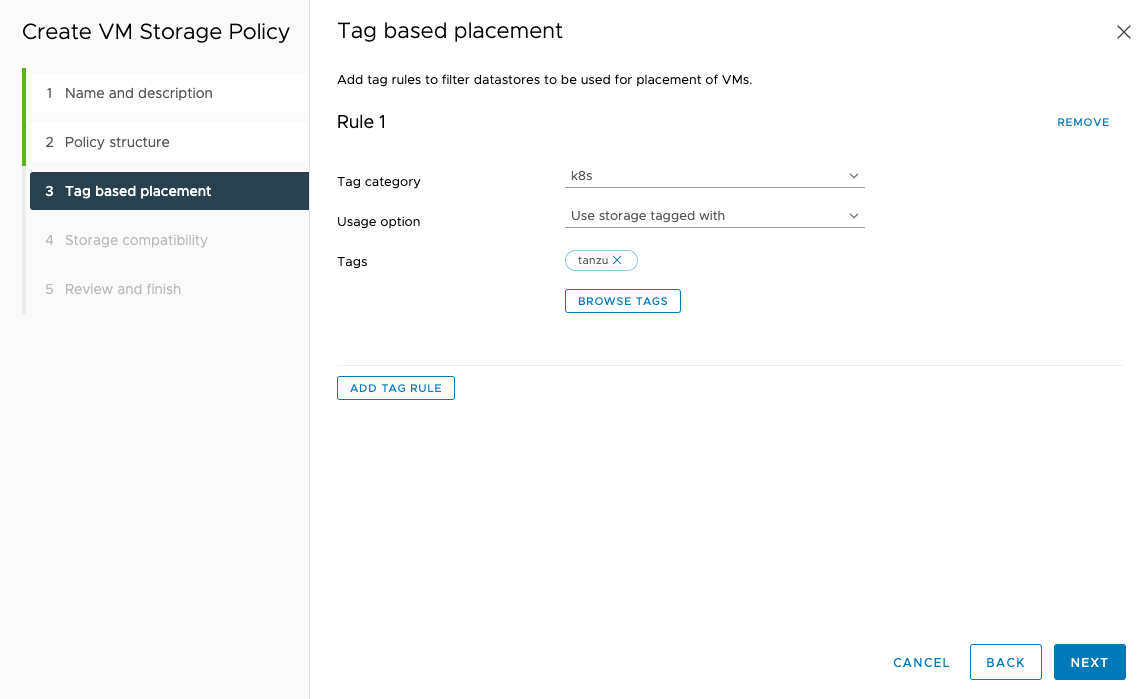 Create VM Storage Policy
1 Name and description
2 Policy structure
3 Tag based placement
4 Storage compatibility
5 Review and finish
Tag based placement
Add tag rules to filter datastores to be used for placement of VMs.
Rule 1
REMOVE
Tag category
k8s
Usage option
Use storage tagged with
Tags
tanzu
BROWSE TAGS
ADD TAG RULE
CANCEL
BACK
NEXT